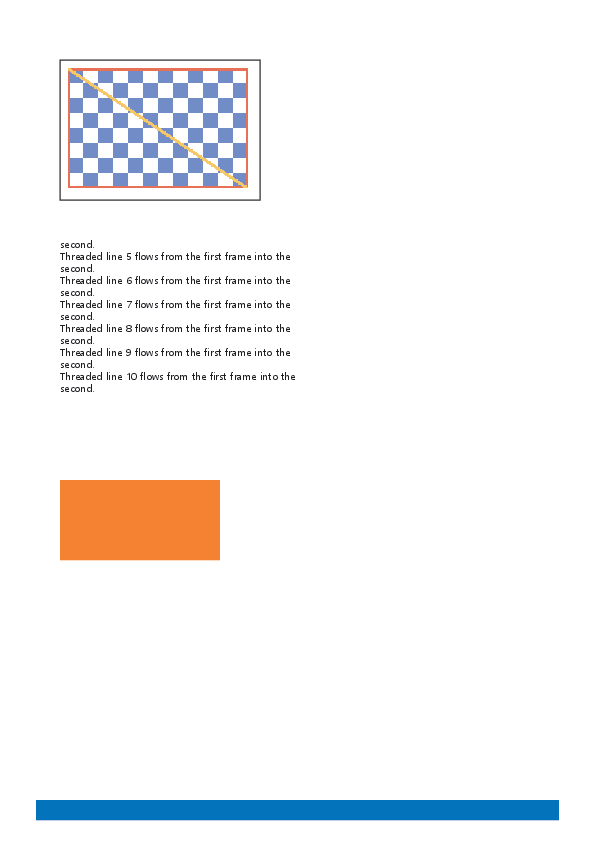 second.
Threaded line 5 flows from the first frame into the
second.
Threaded line 6 flows from the first frame into the
second.
Threaded line 7 flows from the first frame into the
second.
Threaded line 8 flows from the first frame into the
second.
Threaded line 9 flows from the first frame into the
second.
Threaded line 10 flows from the first frame into the
second.